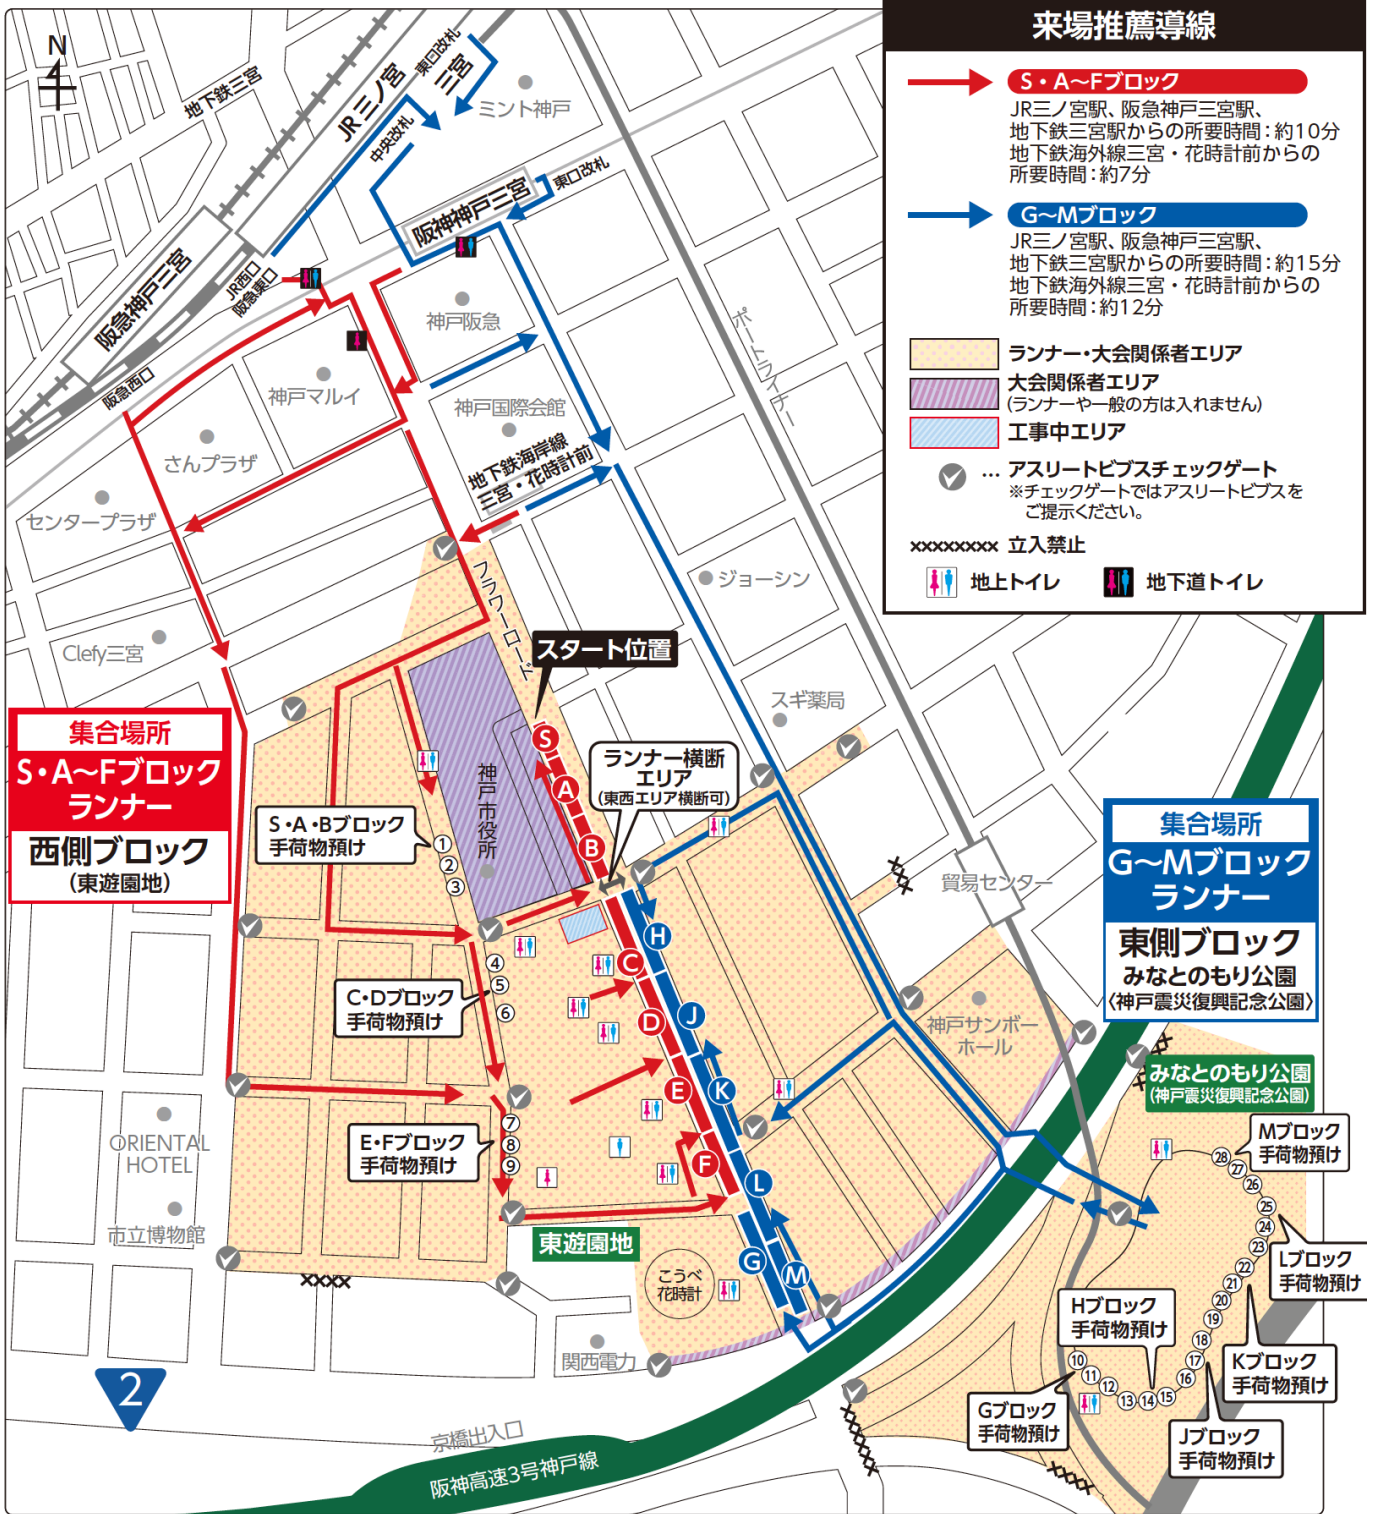 来場推薦導線
S・A〜Fブロック
JR三ノ宮駅、阪急神戸三宮駅、
地下鉄三宮駅からの所要時間：約10分
地下鉄海外線三宮・花時計前からの
所要時間：約7分
G〜Mブロック
JR三ノ宮駅、阪急神戸三宮駅、
地下鉄三宮駅からの所要時間：約15分
地下鉄海外線三宮・花時計前からの
所要時間：約12分
ランナー・大会関係者エリア
大会関係者エリア
(ランナーや一般の方は入れません)
工事中エリア
… アスリートビブスチェックゲート
※チェックゲートではアスリートビブスを
ご提示ください。
××××××××× 立入禁止
地上トイレ
地下道トイレ
N
地下鉄三宮
JR三ノ宮
東口改札
三宮
ミント神戸
中央改札
阪神神戸三宮
東口改札
阪急神戸三宮
JR西口
阪急東口
阪急西口
神戸阪急
神戸マルイ
神戸国際会館
ポートライナー
さんプラザ
センタープラザ
地下鉄海岸線
三宮・花時計前
フラワーロード
ジョーシン
Clefy三宮
スタート位置
スギ薬局
集合場所
S・A〜Fブロック
ランナー
西側ブロック
(東遊園地)
S
A
B
ランナー横断
エリア
(東西エリア横断可)
神戸市役所
S・A・Bブロック
手荷物預け
①
②
③
貿易センター
集合場所
G〜Mブロック
ランナー
東側ブロック
みなとのもり公園
〈神戸震災復興記念公園〉
H
C
J
D
K
E
F
L
G
M
C・Dブロック
手荷物預け
④
⑤
⑥
神戸サンボー
ホール
みなとのもり公園
(神戸震災復興記念公園)
ORIENTAL
HOTEL
市立博物館
E・Fブロック
手荷物預け
⑦
⑧
⑨
東遊園地
こうべ
花時計
関西電力
Mブロック
手荷物預け
㉘
㉗
㉖
㉕
㉔
㉓
㉒
㉑
⑳
⑲
⑱
⑰
⑯
⑮
⑭
⑬
⑫
⑪
⑩
Lブロック
手荷物預け
Hブロック
手荷物預け
Kブロック
手荷物預け
Gブロック
手荷物預け
Jブロック
手荷物預け
2
京橋出入口
阪神高速3号神戸線